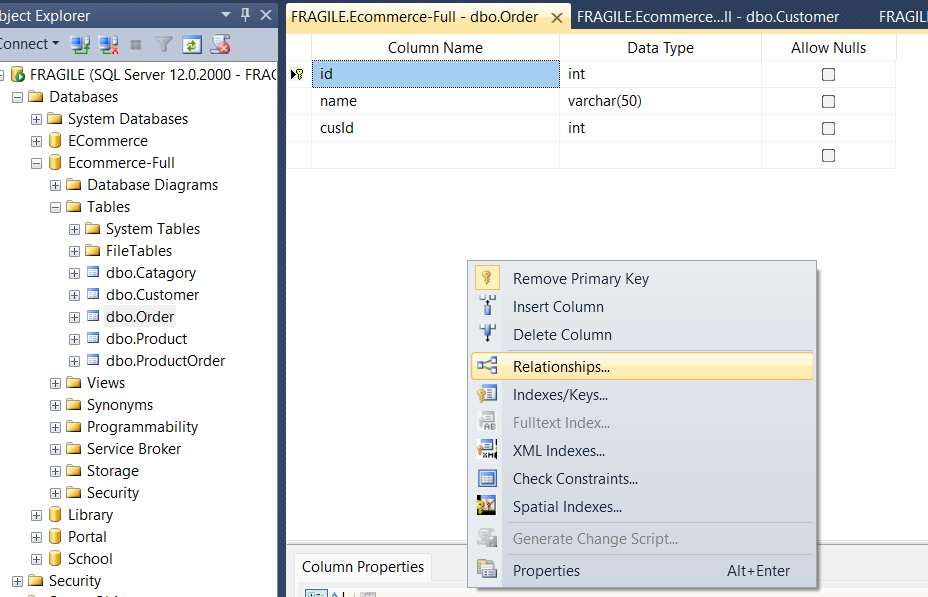 bject Explorer
FRAGILE.Ecommerce-Full - dbo.Order
FRAGILE.Ecommerce...ll - dbo.Customer
FRAGIL
Connect
FRAGILE (SQL Server 12.0.2000 - FRAG
Databases
System Databases
ECommerce
Ecommerce-Full
Database Diagrams
Tables
System Tables
FileTables
dbo.Catagory
dbo.Customer
dbo.Order
dbo.Product
dbo.ProductOrder
Views
Synonyms
Programmability
Service Broker
Storage
Security
Library
Portal
School
Security
Column Name Data Type Allow Nulls
id int
name varchar(50)
cusId int
Remove Primary Key
Insert Column
Delete Column
Relationships...
Indexes/Keys...
Fulltext Index...
XML Indexes...
Check Constraints...
Spatial Indexes...
Generate Change Script...
Properties Alt+Enter
Column Properties